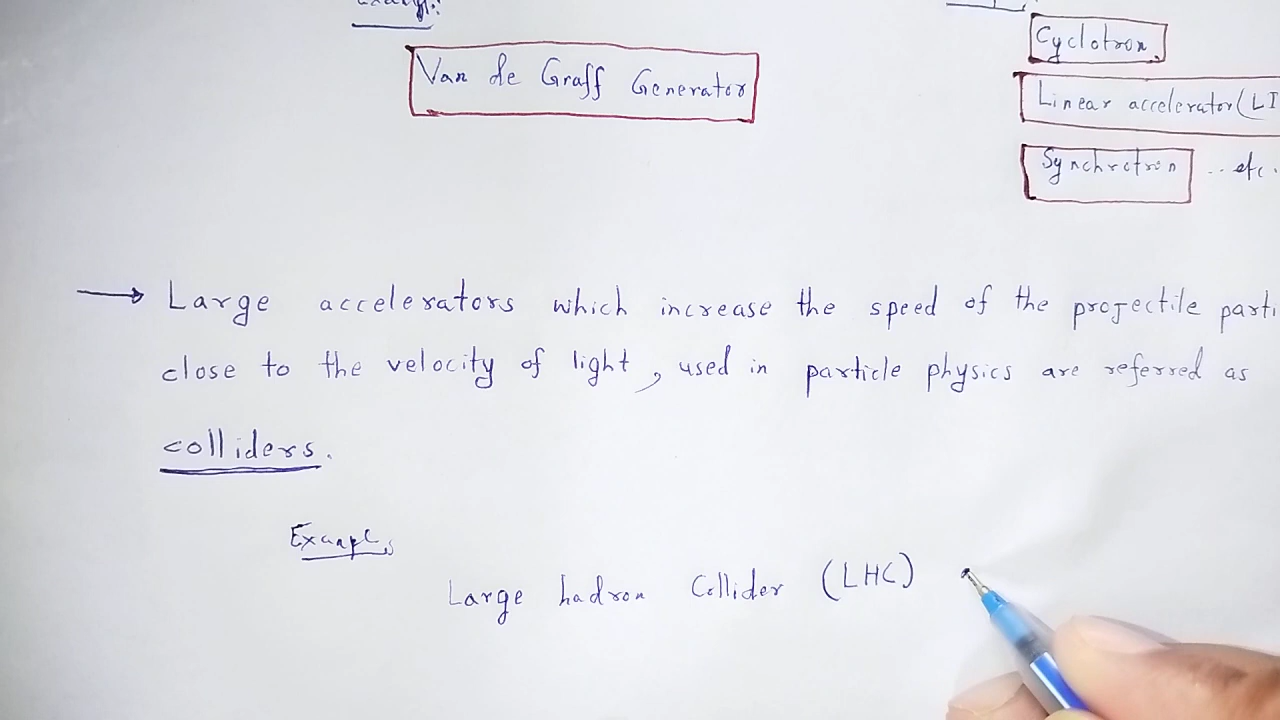 Example:
Van de Graff Generator
Cyclotron
Linear accelerator (LI
Synchrotron ...etc.
→ Large accelerators which increase the speed of the projectile parti
close to the velocity of light, used in particle physics are referred as
colliders.
Example
Large hadron Collider (LHC)